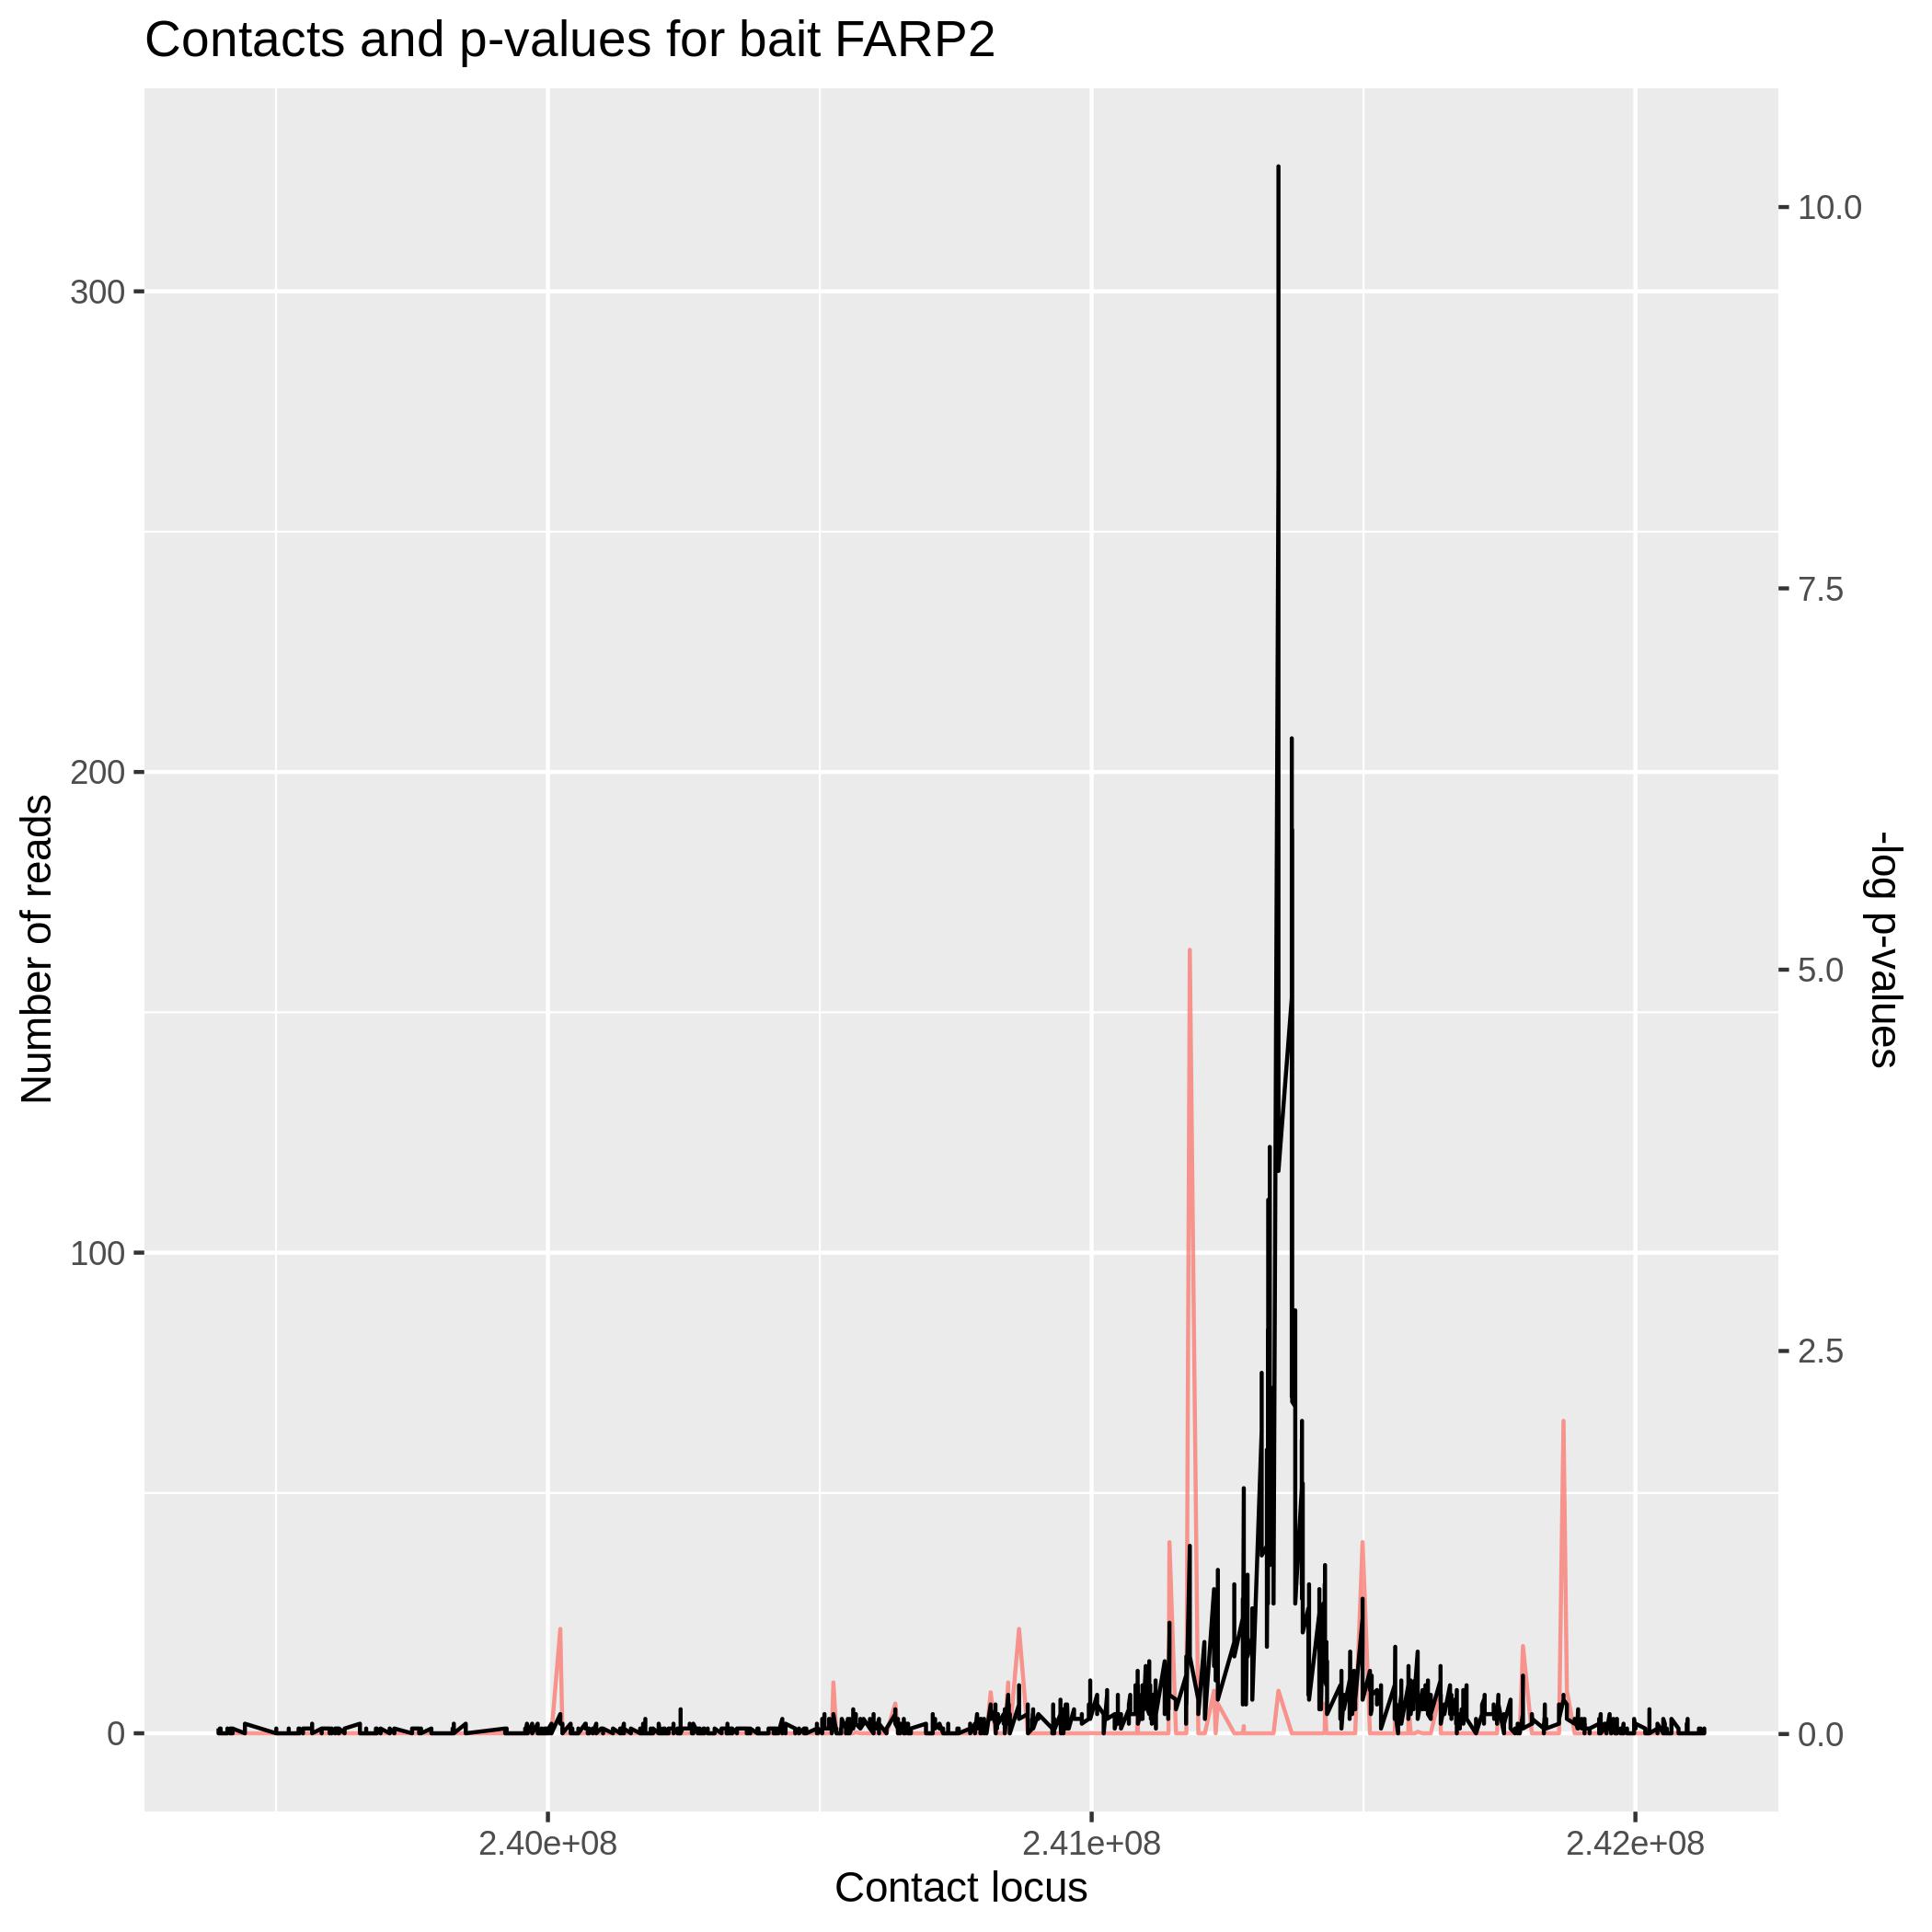 Contacts and p-values for bait FARP2
Number of reads
300
200
100
0
10.0
7.5
5.0
2.5
0.0
-log p-values
2.40e+08
2.41e+08
2.42e+08
Contact locus